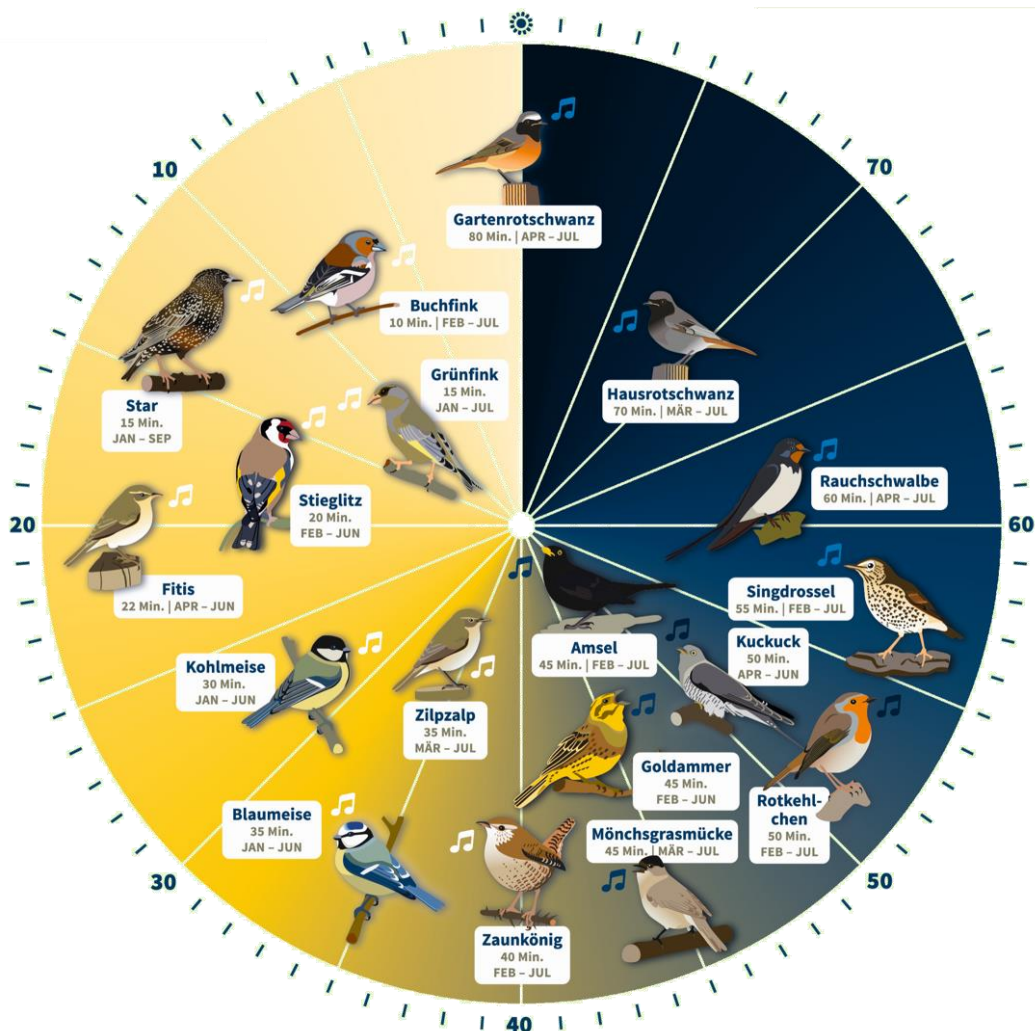 10
70
Gartenrotschwanz
80 Min. | APR – JUL
Buchfink
10 Min. | FEB – JUL
Grünfink
15 Min.
JAN – JUL
Hausrotschwanz
70 Min. | MÄR – JUL
Star
15 Min.
JAN – SEP
Rauchschwalbe
60 Min. | APR – JUL
Stieglitz
20 Min.
FEB – JUN
20
60
Fitis
22 Min. | APR – JUN
Singdrossel
55 Min. | FEB – JUL
Amsel
45 Min. | FEB – JUL
Kuckuck
50 Min.
APR – JUN
Kohlmeise
30 Min.
JAN – JUN
Zilpzalp
35 Min.
MÄR – JUL
Goldammer
45 Min.
FEB – JUN
Rotkehl-
chen
50 Min.
FEB – JUL
Blaumeise
35 Min.
JAN – JUN
Mönchsgrasmücke
45 Min. | MÄR – JUL
30
50
Zaunkönig
40 Min.
FEB – JUL
40